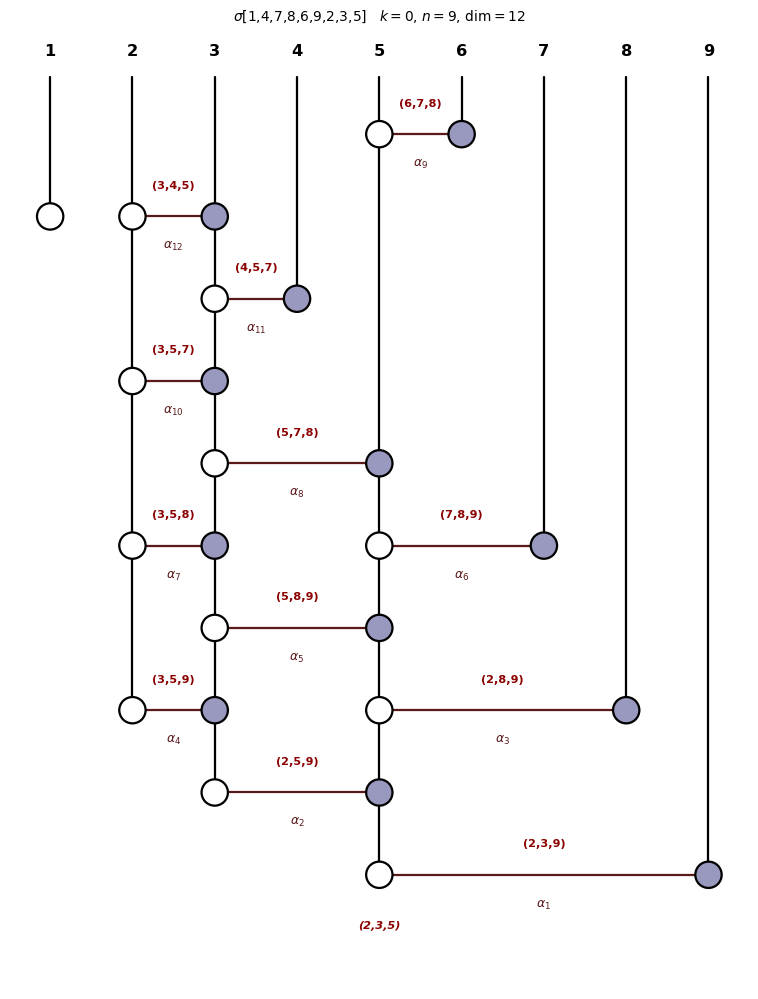 σ[1,4,7,8,6,9,2,3,5]   k = 0, n = 9, dim = 12
1 2 3 4 5 6 7 8 9
(6,7,8)
α₉
(3,4,5)
α₁₂
(4,5,7)
α₁₁
(3,5,7)
α₁₀
(5,7,8)
α₈
(3,5,8) (7,8,9)
α₇ α₆
(5,8,9)
α₅
(3,5,9) (2,8,9)
α₄ α₃
(2,5,9)
α₂
(2,3,9)
α₁
(2,3,5)